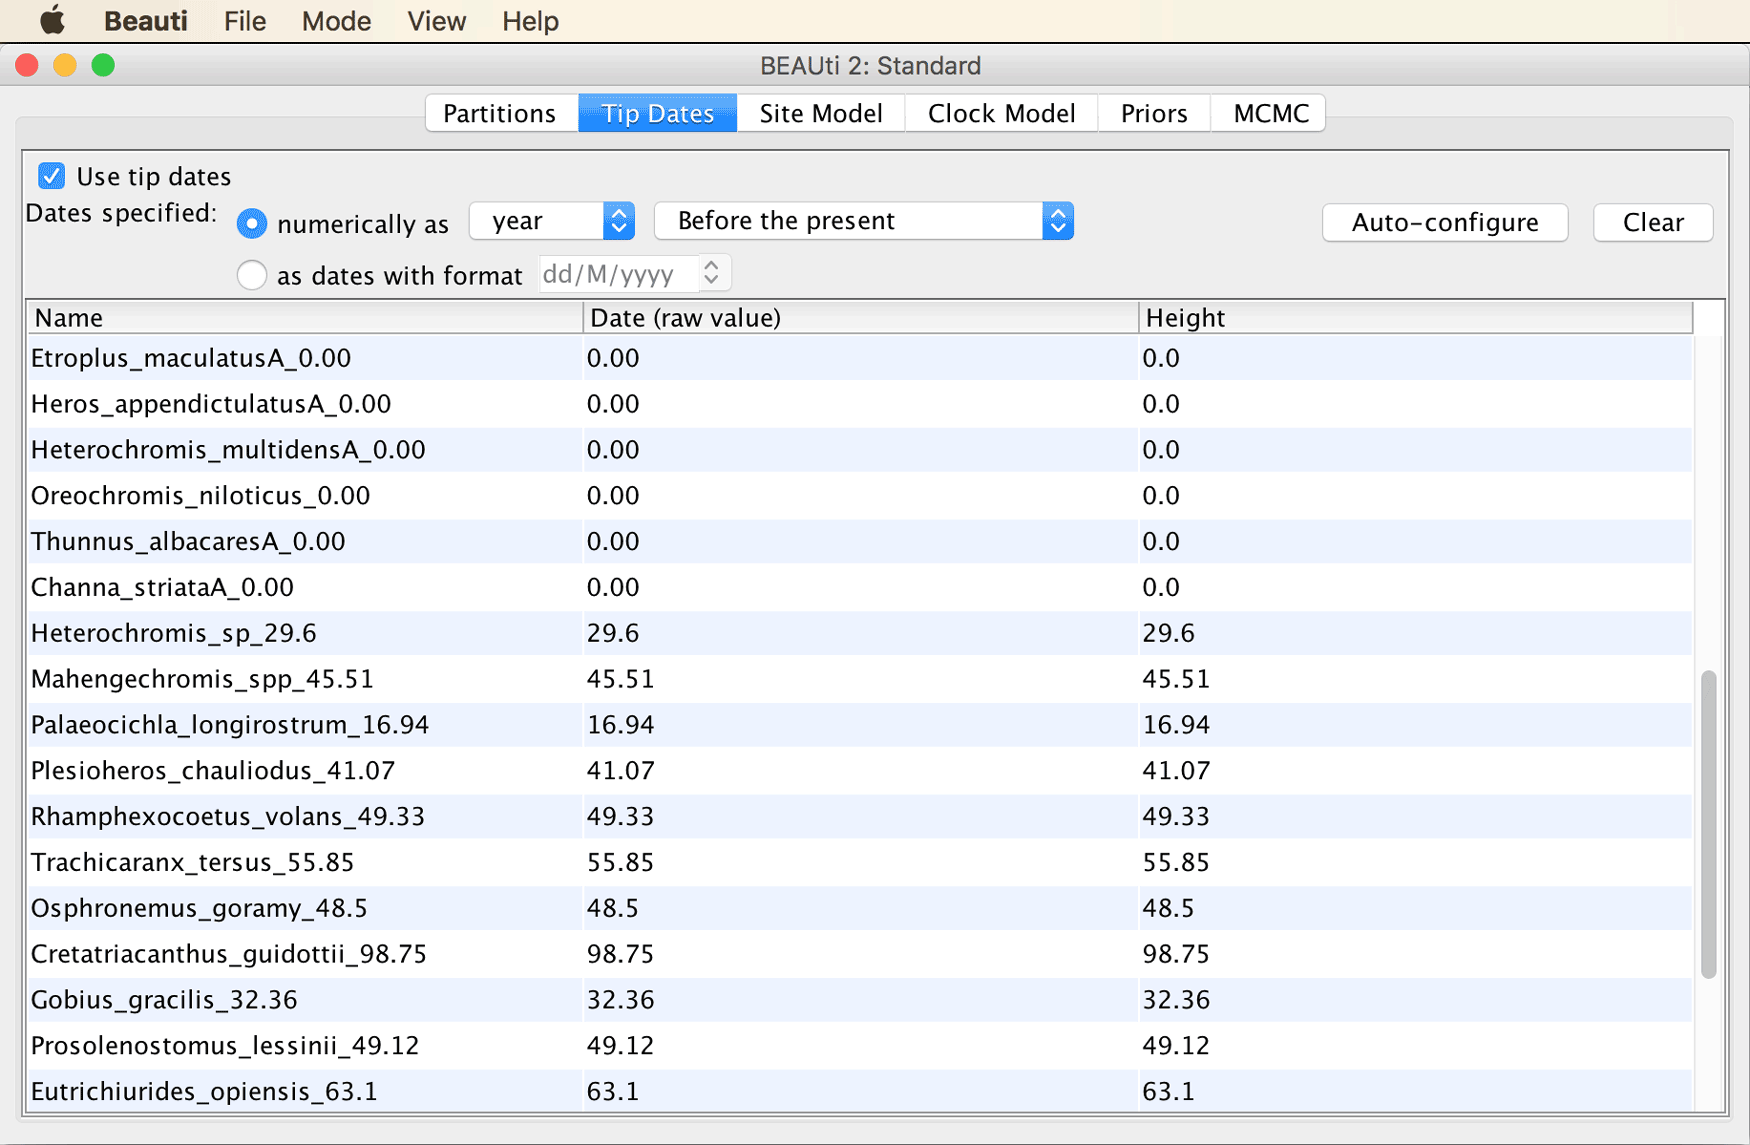 Beauti File Mode View Help
BEAUti 2: Standard
Partitions Tip Dates Site Model Clock Model Priors MCMC
Use tip dates
Dates specified: numerically as year Before the present Auto-configure Clear
as dates with format dd/M/yyyy
Name Date (raw value) Height
Etroplus_maculatusA_0.00 0.00 0.0
Heros_appendictulatusA_0.00 0.00 0.0
Heterochromis_multidensA_0.00 0.00 0.0
Oreochromis_niloticus_0.00 0.00 0.0
Thunnus_albacaresA_0.00 0.00 0.0
Channa_striataA_0.00 0.00 0.0
Heterochromis_sp_29.6 29.6 29.6
Mahengechromis_spp_45.51 45.51 45.51
Palaeocichla_longirostrum_16.94 16.94 16.94
Plesioheros_chauliodus_41.07 41.07 41.07
Rhamphexocoetus_volans_49.33 49.33 49.33
Trachicaranx_tersus_55.85 55.85 55.85
Osphronemus_goramy_48.5 48.5 48.5
Cretatriacanthus_guidottii_98.75 98.75 98.75
Gobius_gracilis_32.36 32.36 32.36
Prosolenostomus_lessinii_49.12 49.12 49.12
Eutrichiurides_opiensis_63.1 63.1 63.1